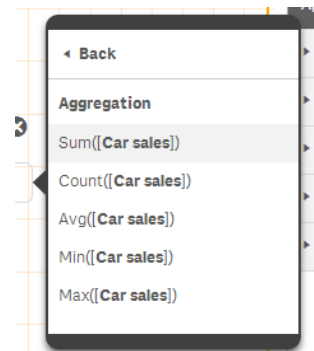 Back
Aggregation
Sum([Car sales])
Count([Car sales])
Avg([Car sales])
Min([Car sales])
Max([Car sales])